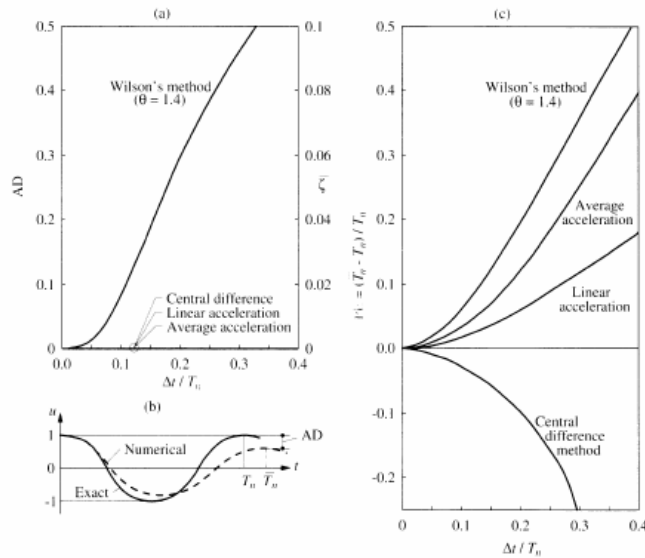 (a)
0.5
0.4
0.3
0.2
0.1
0
AD
0.1
0.08
0.06
0.04
0.02
0
ζ̄
Wilson's method
(θ = 1.4)
Central difference
Linear acceleration
Average acceleration
0
0.1
0.2
0.3
0.4
Δt / Tn
(b)
u
1
0
-1
Numerical
Exact
AD
t
Tn
T̄n
(c)
0.5
0.4
0.3
0.2
0.1
0.0
-0.1
-0.2
= (T̄n - Tn) / Tn
Wilson's method
(θ = 1.4)
Average
acceleration
Linear
acceleration
Central
difference
method
0
0.1
0.2
0.3
0.4
Δt / Tn